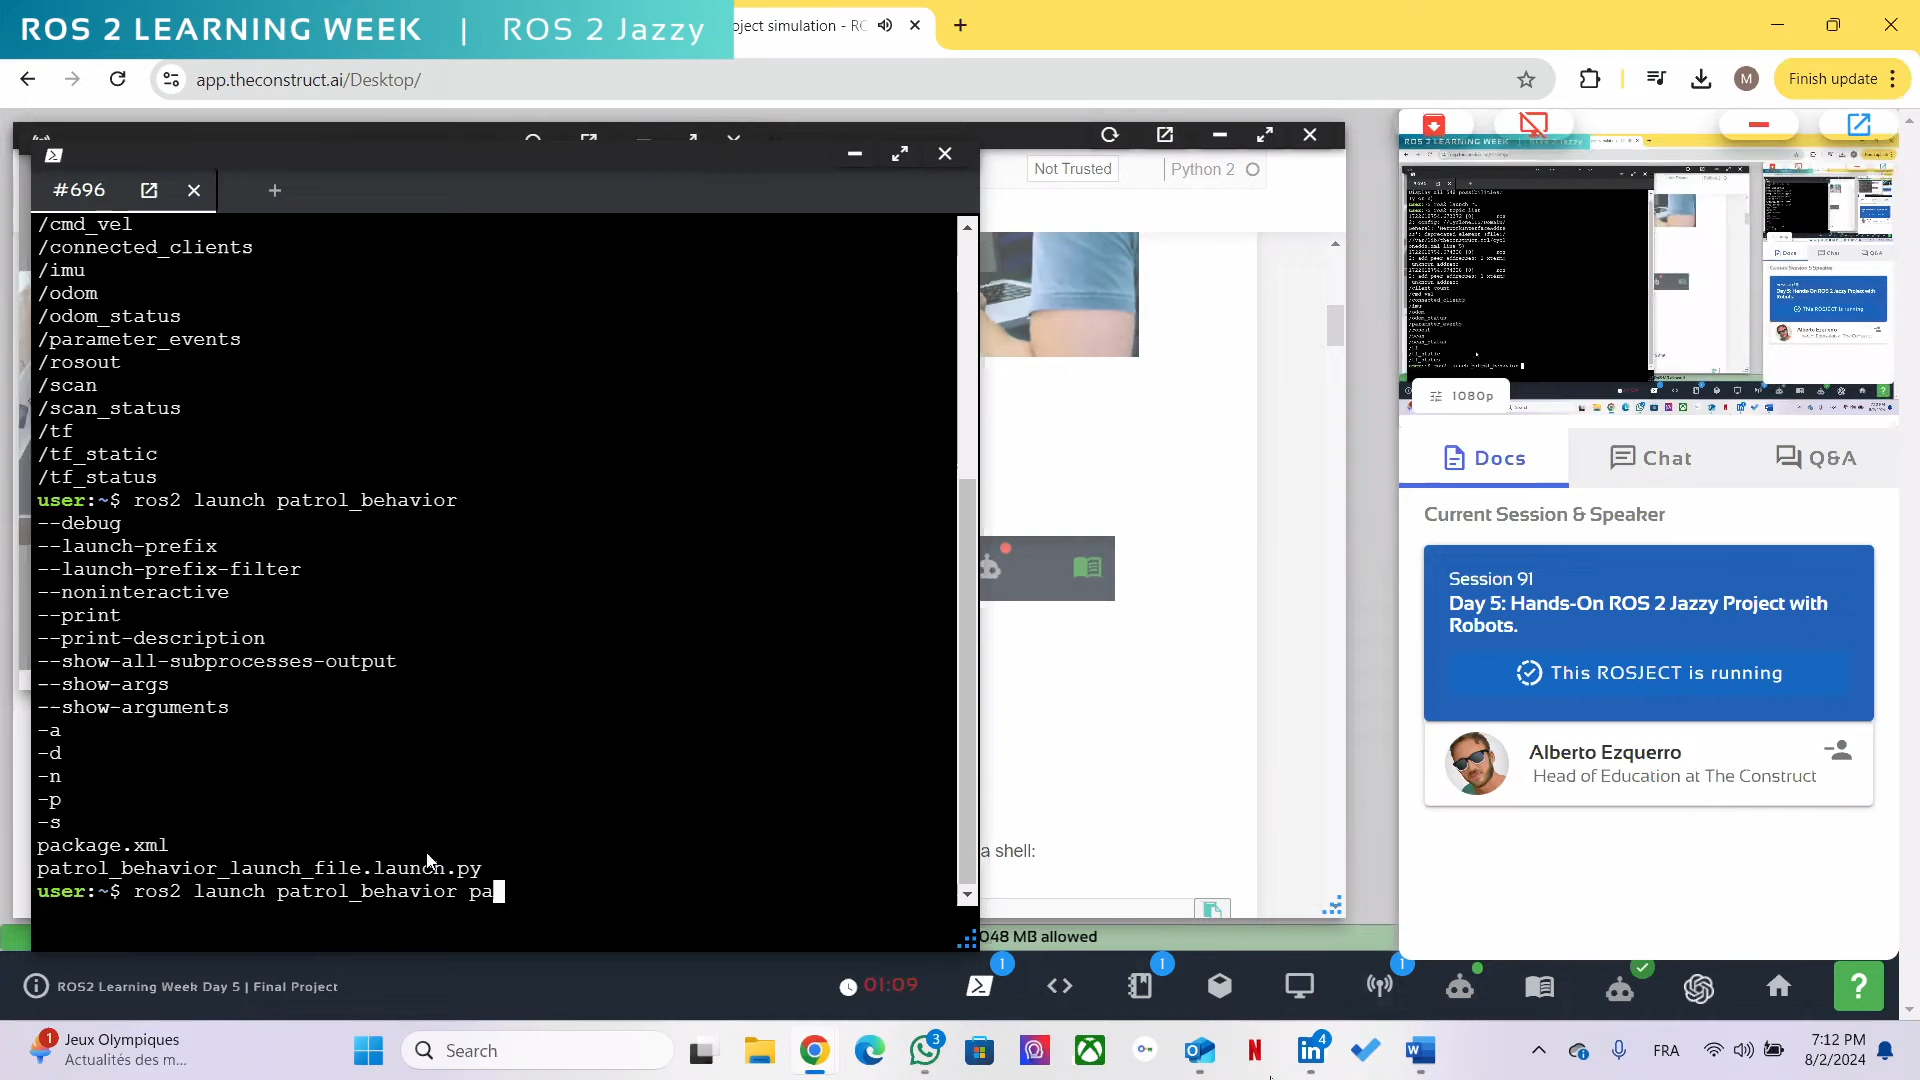 ROS 2 LEARNING WEEK | ROS 2 Jazzy
oject simulation - RC
app.theconstruct.ai/Desktop/
M
Finish update
#696
/cmd_vel
/connected_clients
/imu
/odom
/odom_status
/parameter_events
/rosout
/scan
/scan_status
/tf
/tf_static
/tf_status
user:~$ ros2 launch patrol_behavior
--debug
--launch-prefix
--launch-prefix-filter
--noninteractive
--print
--print-description
--show-all-subprocesses-output
--show-args
--show-arguments
-a
-d
-n
-p
-s
package.xml
patrol_behavior_launch_file.launch.py
user:~$ ros2 launch patrol_behavior pa
Not Trusted
Python 2
a shell:
048 MB allowed
1080p
Docs
Chat
Q&A
Current Session & Speaker
Session 91
Day 5: Hands-On ROS 2 Jazzy Project with
Robots.
This ROSJECT is running
Alberto Ezquerro
Head of Education at The Construct
ROS2 Learning Week Day 5 | Final Project
01:09
1
1
1
?
1
Jeux Olympiques
Actualités des m...
Search
3
4
FRA
7:12 PM
8/2/2024